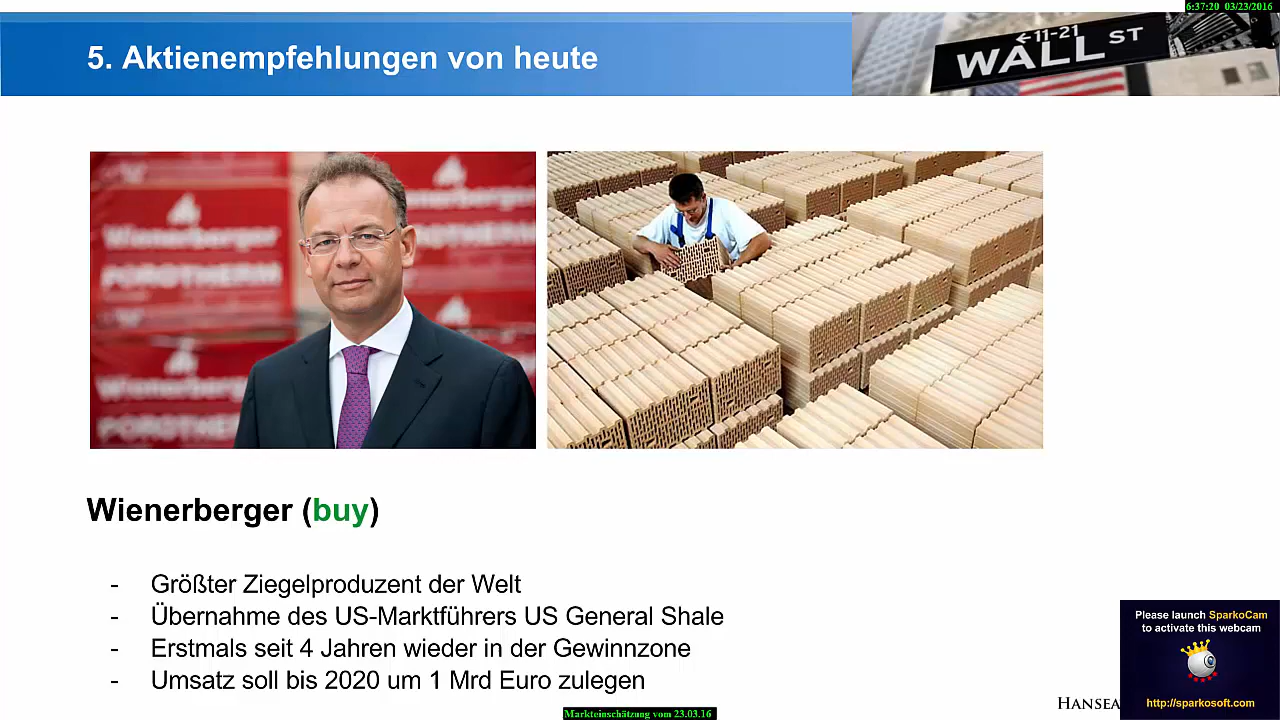 6:37:20 03/23/2016
5. Aktienempfehlungen von heute
←11-21
WALL ST
Wienerberger
Wienerberger
POROTHERM
Wienerberger
POROTHERM
Wienerberger (buy)
- Größter Ziegelproduzent der Welt
- Übernahme des US-Marktführers US General Shale
- Erstmals seit 4 Jahren wieder in der Gewinnzone
- Umsatz soll bis 2020 um 1 Mrd Euro zulegen
Please launch SparkoCam
to activate this webcam
http://sparkosoft.com
HANSEA
Markteinschätzung vom 23.03.16